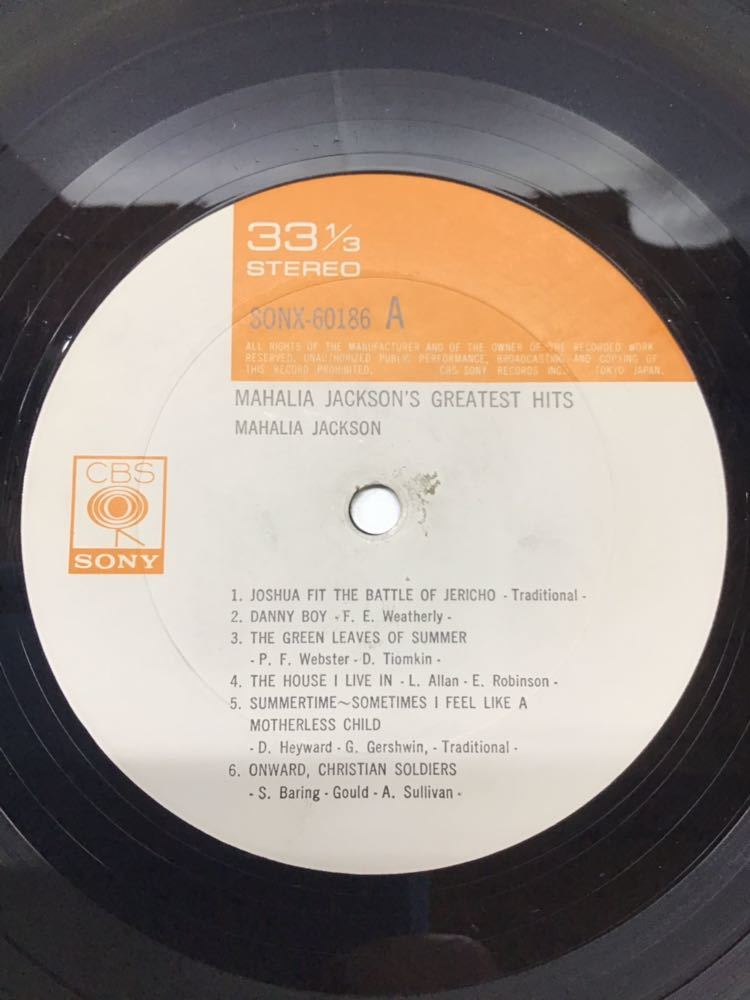 33 1/3
STEREO
SONX-60186 A
ALL RIGHTS OF THE MANUFACTURER AND OF THE OWNER OF THE RECORDED WORK
RESERVED. UNAUTHORIZED PUBLIC PERFORMANCE, BROADCASTING AND COPYING OF
THIS RECORD PROHIBITED. CBS SONY RECORDS INC. TOKYO JAPAN.
MAHALIA JACKSON'S GREATEST HITS
MAHALIA JACKSON
CBS
SONY
1. JOSHUA FIT THE BATTLE OF JERICHO - Traditional -
2. DANNY BOY - F. E. Weatherly -
3. THE GREEN LEAVES OF SUMMER
- P. F. Webster - D. Tiomkin -
4. THE HOUSE I LIVE IN - L. Allan - E. Robinson -
5. SUMMERTIME～SOMETIMES I FEEL LIKE A
MOTHERLESS CHILD
- D. Heyward - G. Gershwin, - Traditional -
6. ONWARD, CHRISTIAN SOLDIERS
- S. Baring - Gould - A. Sullivan -